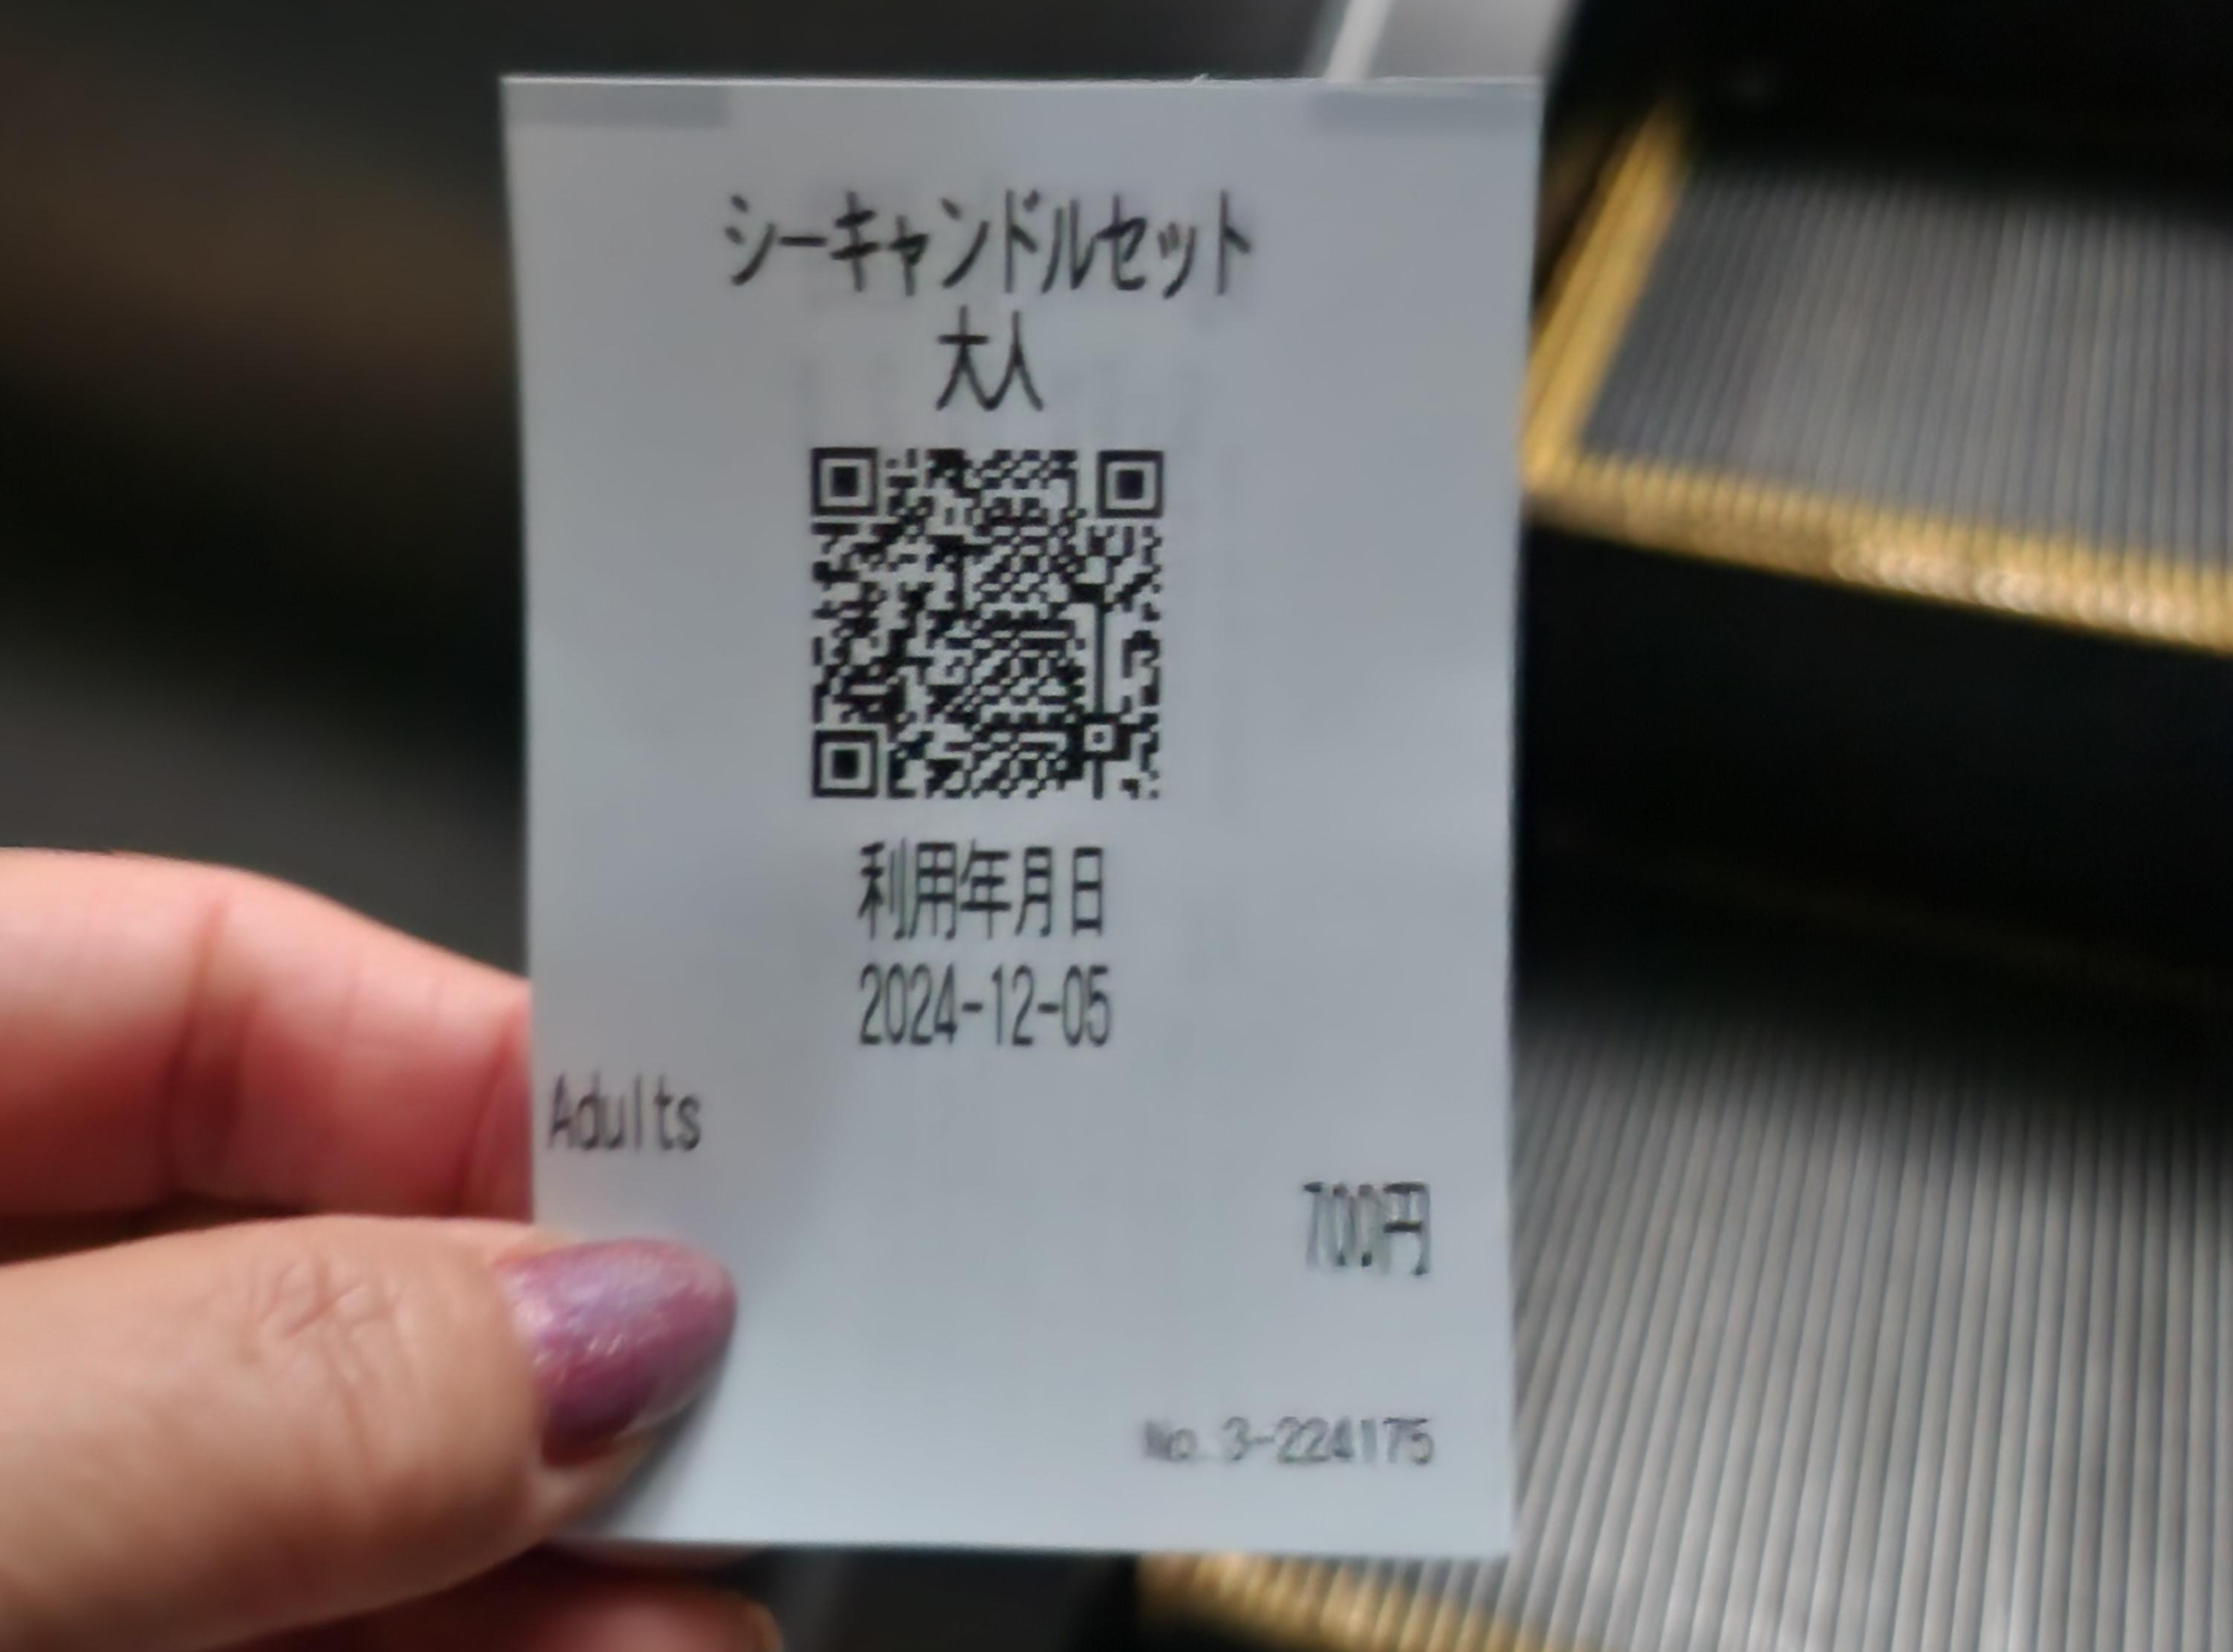 シーキャンドルセット
大人
利用年月日
2024-12-05
Adults
700円
No.3-224175